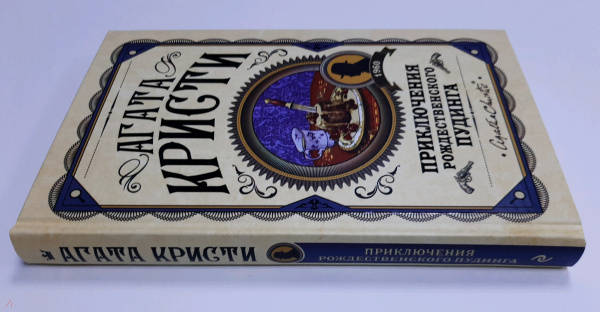 АГАТА
КРИСТИ
1960
ПРИКЛЮЧЕНИЯ
РОЖДЕСТВЕНСКОГО
ПУДИНГА
Agatha Christie
АГАТА КРИСТИ
ПРИКЛЮЧЕНИЯ
РОЖДЕСТВЕНСКОГО ПУДИНГА